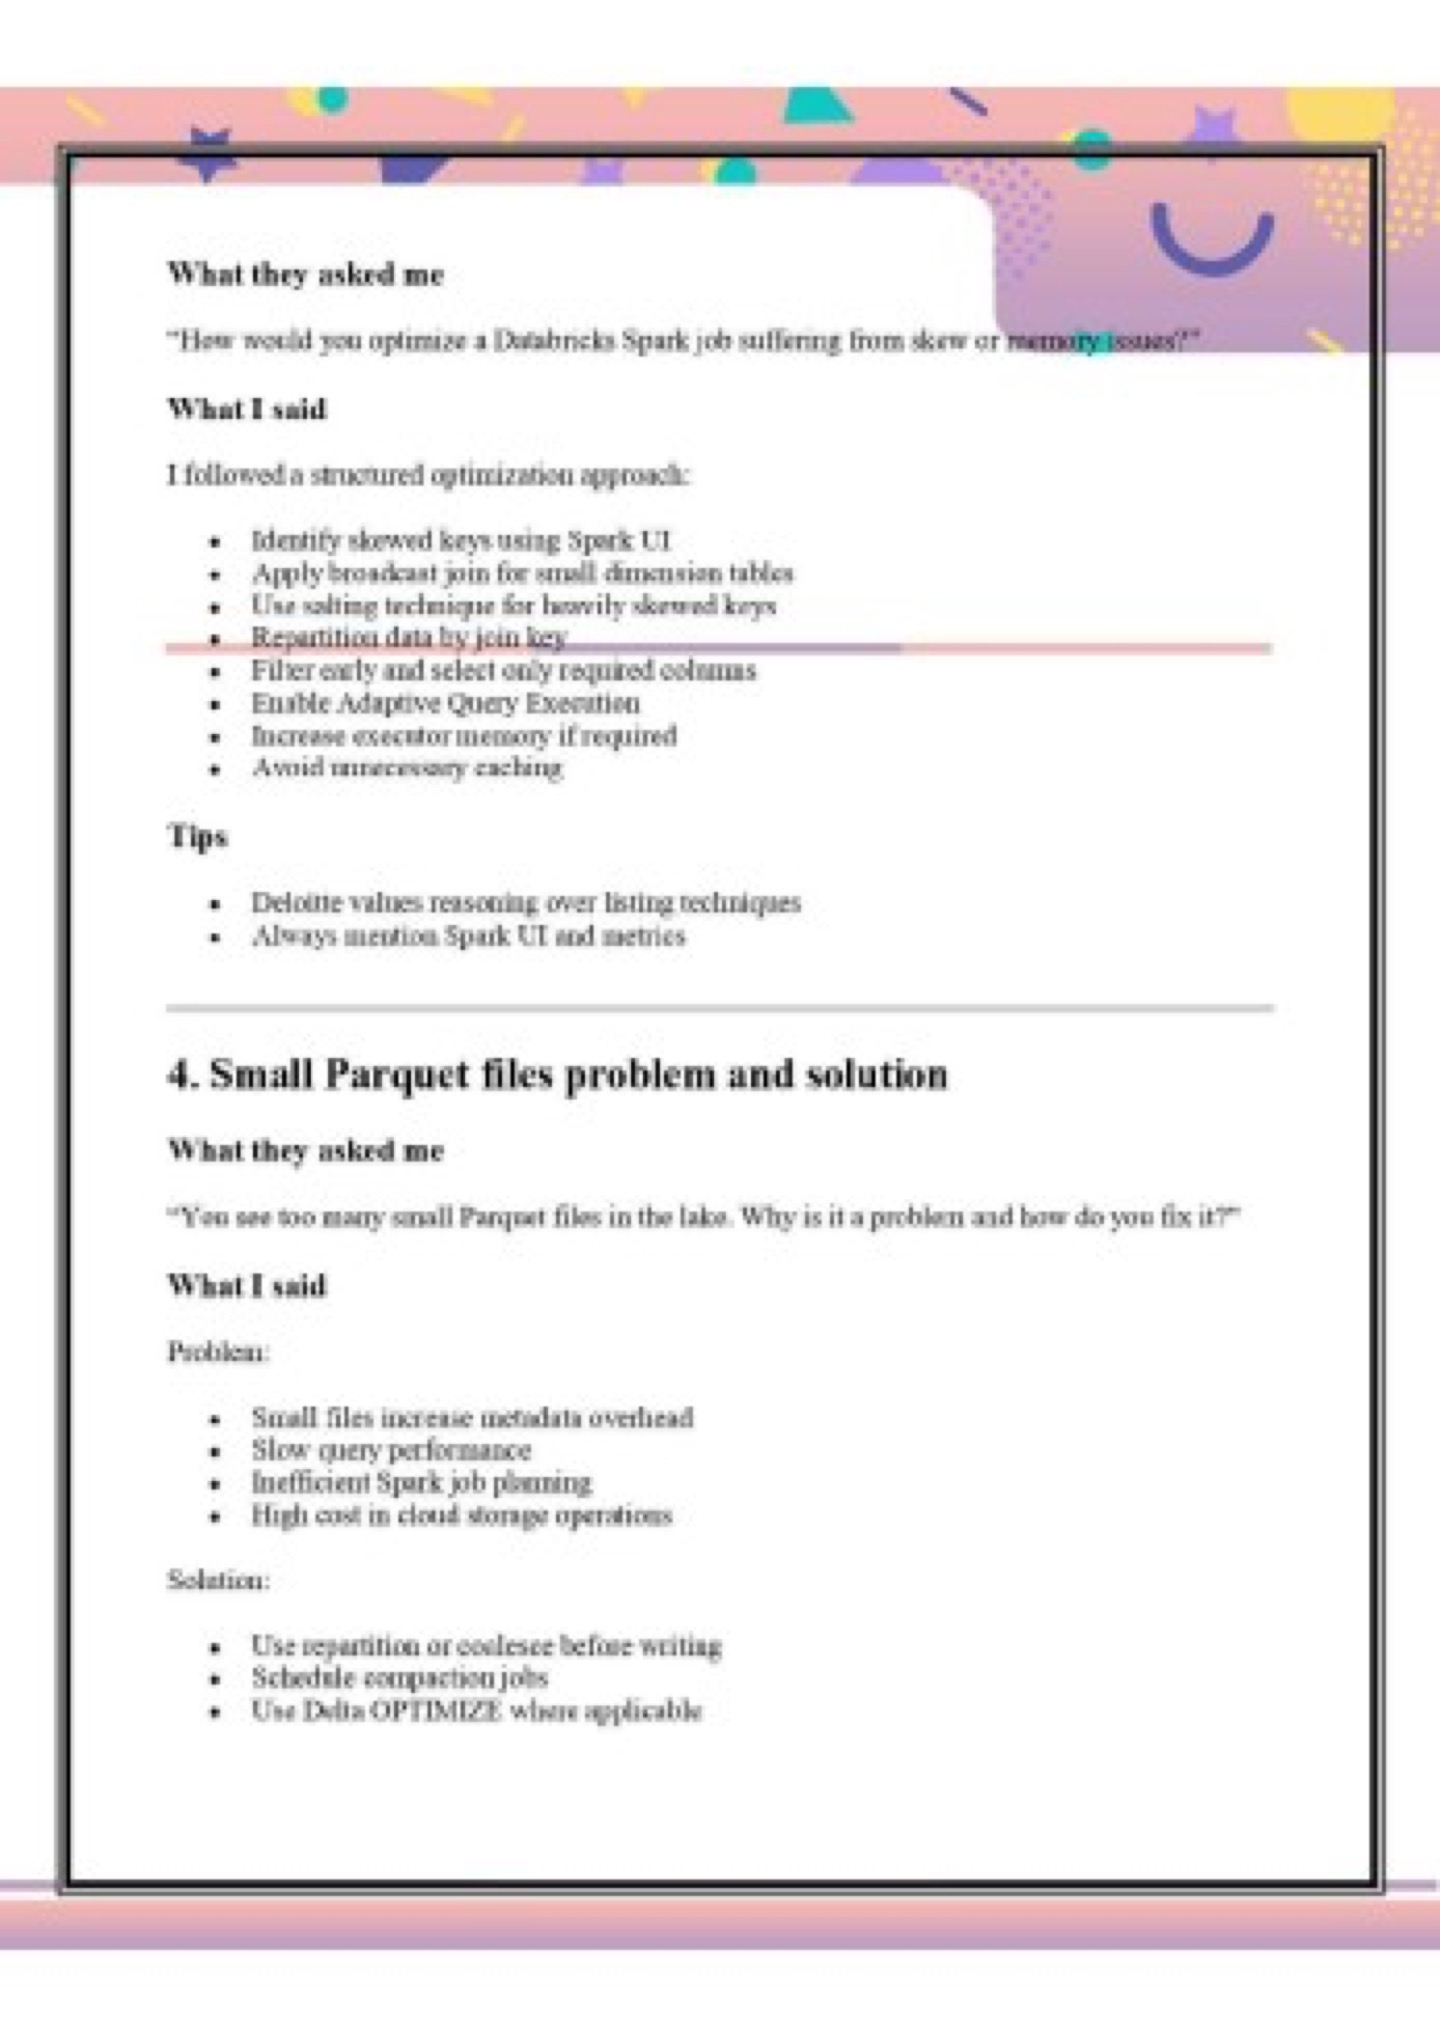 What they asked me
“How would you optimize a Databricks Spark job suffering from skew or memory issues?”
What I said
I followed a structured optimization approach:
• Identify skewed keys using Spark UI
• Apply broadcast join for small dimension tables
• Use salting technique for heavily skewed keys
• Repartition data by join key
• Filter early and select only required columns
• Enable Adaptive Query Execution
• Increase executor memory if required
• Avoid unnecessary caching
Tips
• Deloitte values reasoning over listing techniques
• Always mention Spark UI and metrics
4. Small Parquet files problem and solution
What they asked me
“You see too many small Parquet files in the lake. Why is it a problem and how do you fix it?”
What I said
Problem:
• Small files increase metadata overhead
• Slow query performance
• Inefficient Spark job planning
• High cost in cloud storage operations
Solution:
• Use repartition or coalesce before writing
• Schedule compaction jobs
• Use Delta OPTIMIZE where applicable